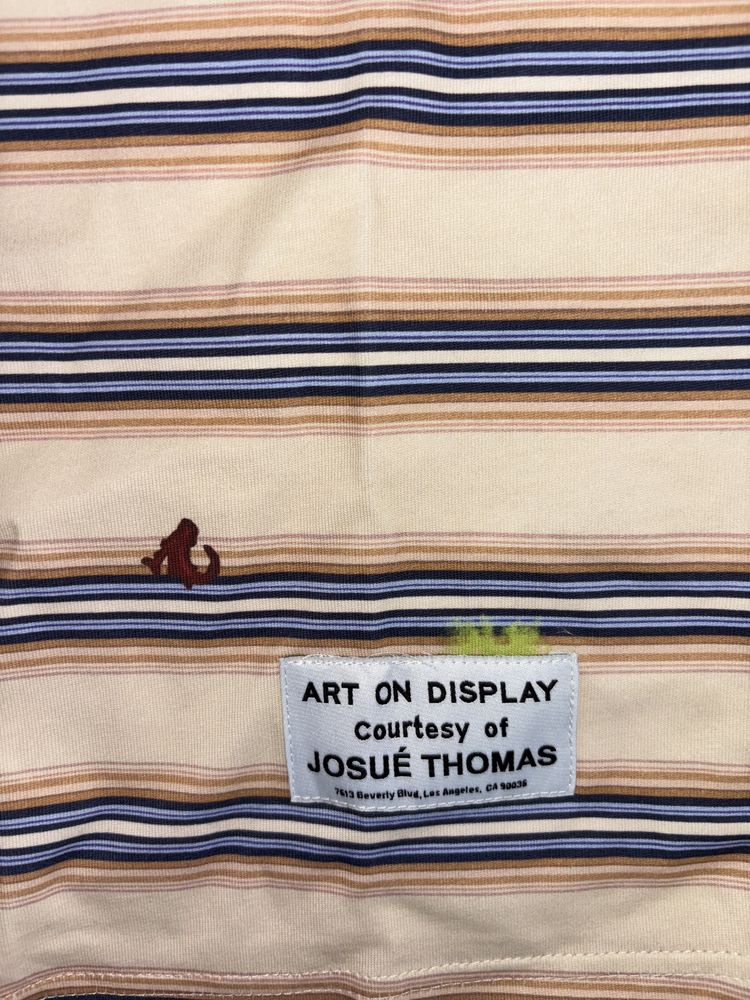 ART ON DISPLAY
Courtesy of
JOSUÉ THOMAS
7613 Beverly Blvd, Los Angeles, CA 90036